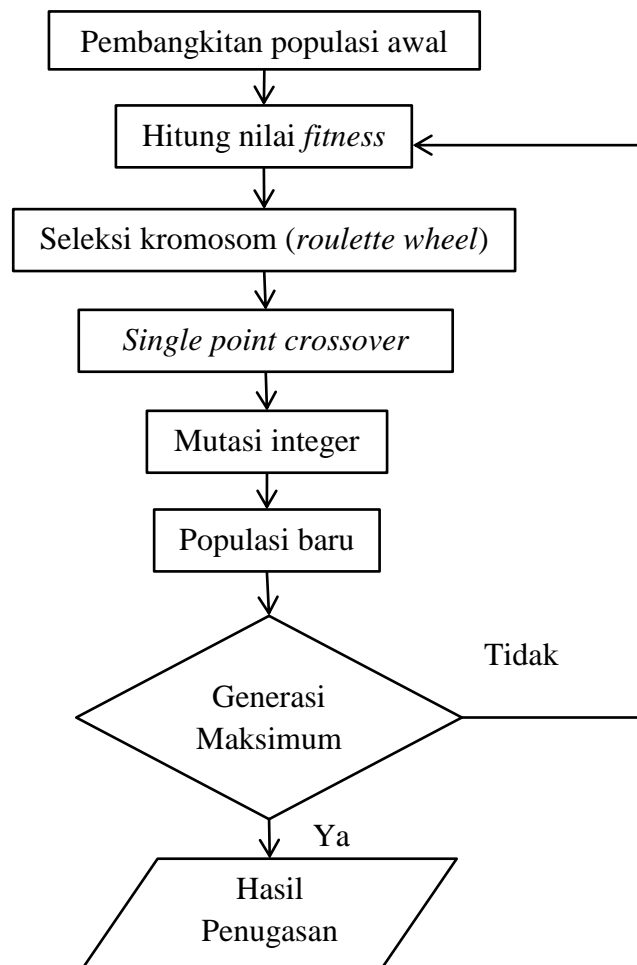 Pembangkitan populasi awal
Hitung nilai fitness
Seleksi kromosom (roulette wheel)
Single point crossover
Mutasi integer
Populasi baru
Tidak
Generasi
Maksimum
Ya
Hasil
Penugasan